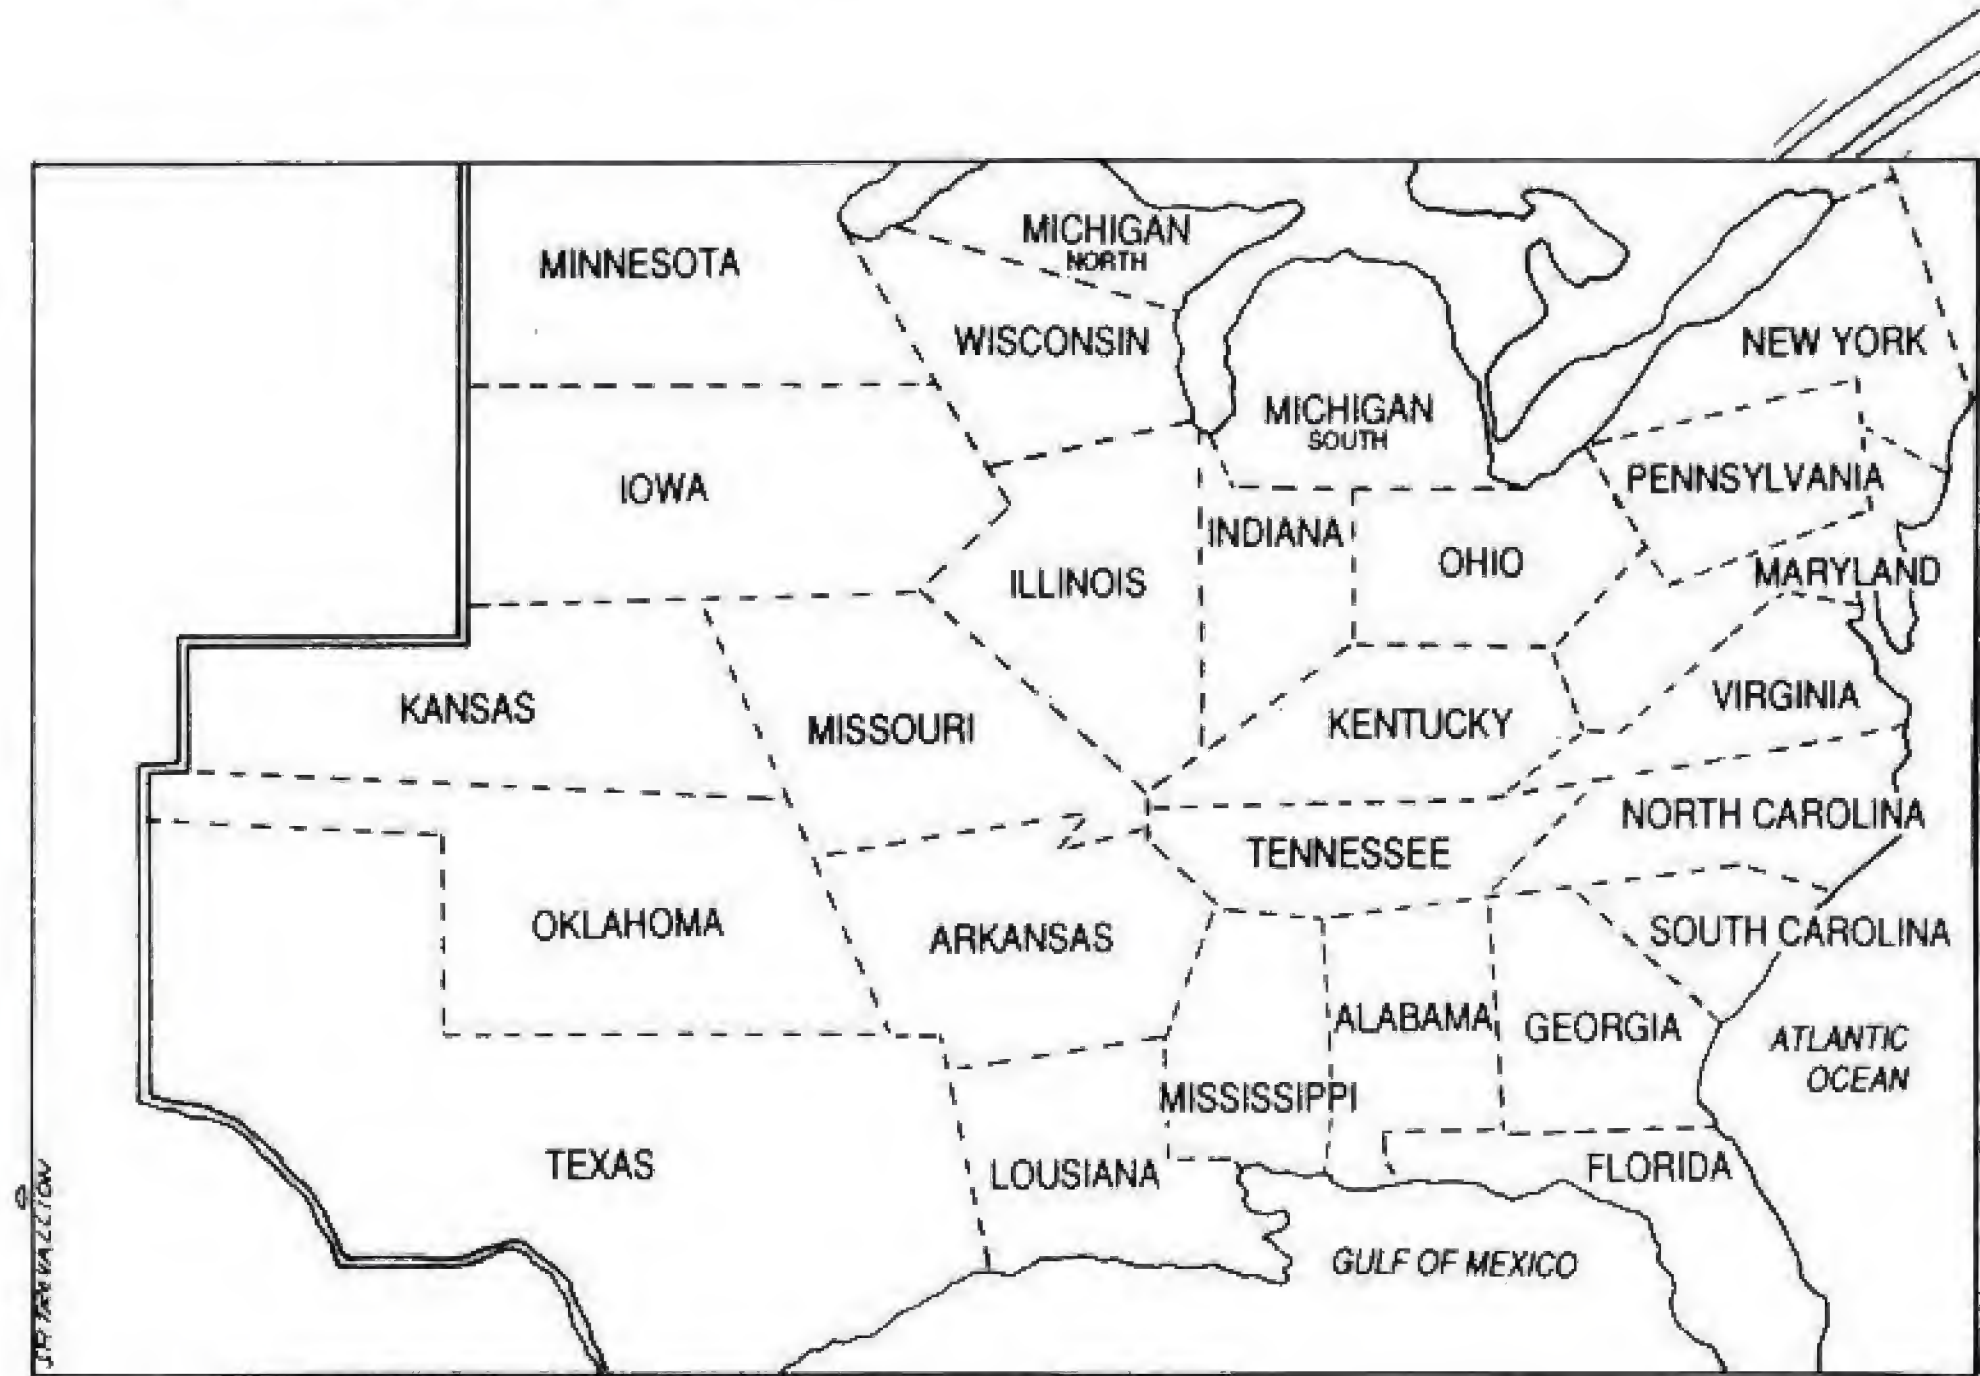 MINNESOTA
MICHIGAN
NORTH
WISCONSIN
NEW YORK
MICHIGAN
SOUTH
IOWA
PENNSYLVANIA
INDIANA
OHIO
ILLINOIS
MARYLAND
KANSAS
MISSOURI
KENTUCKY
VIRGINIA
OKLAHOMA
ARKANSAS
TENNESSEE
NORTH CAROLINA
SOUTH CAROLINA
ALABAMA
GEORGIA
ATLANTIC
OCEAN
MISSISSIPPI
TEXAS
LOUSIANA
FLORIDA
GULF OF MEXICO